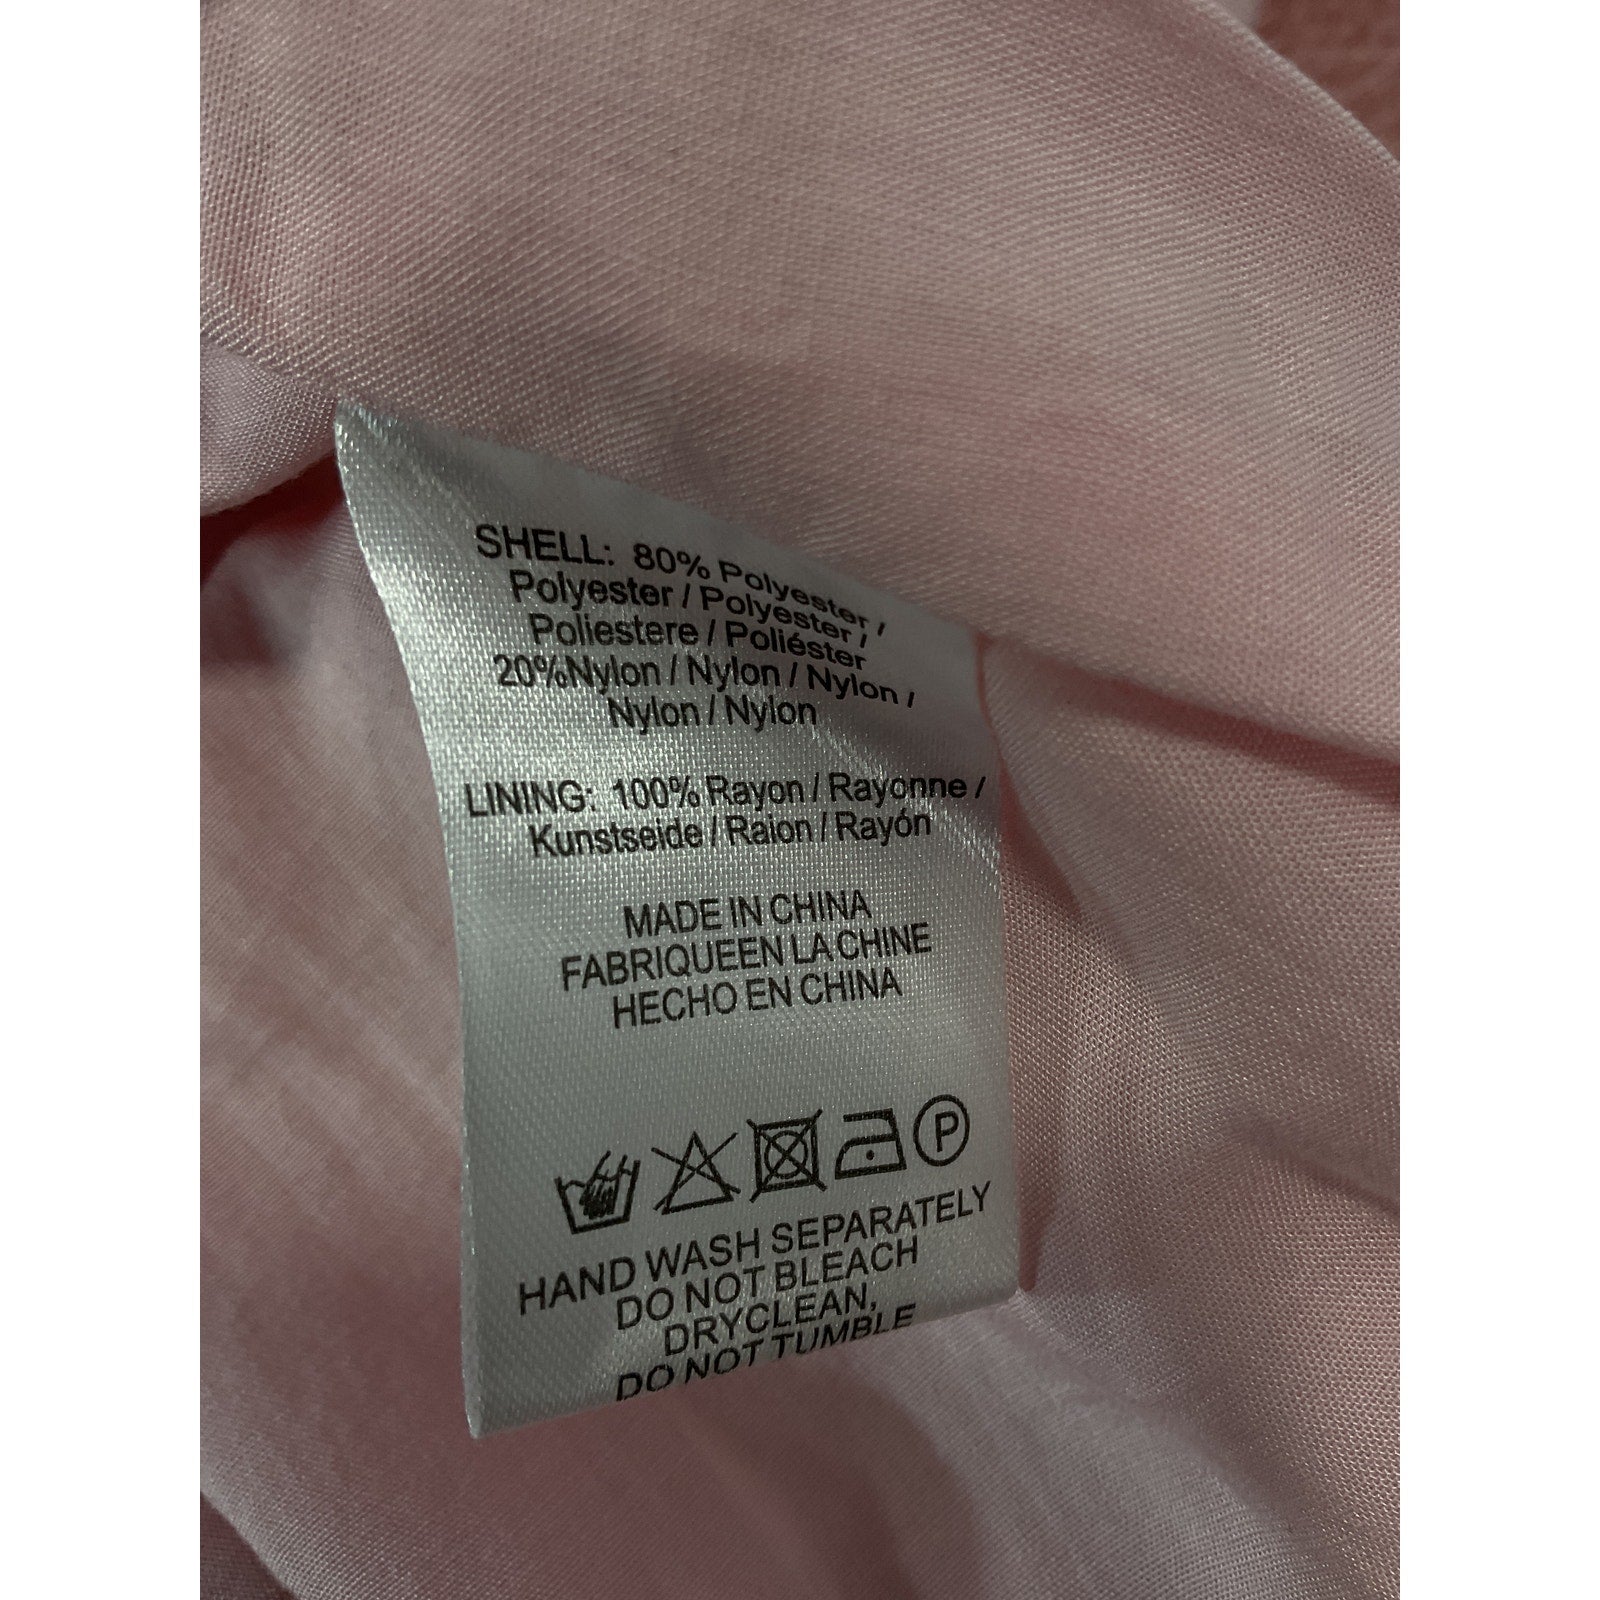 SHELL: 80% Polyester /
Polyester / Polyester /
Poliestere / Poliéster
20%Nylon / Nylon / Nylon /
Nylon / Nylon
LINING: 100% Rayon / Rayonne /
Kunstseide / Raion / Rayón
MADE IN CHINA
FABRIQUEEN LA CHINE
HECHO EN CHINA
P
HAND WASH SEPARATELY
DO NOT BLEACH
DRYCLEAN,
DO NOT TUMBLE